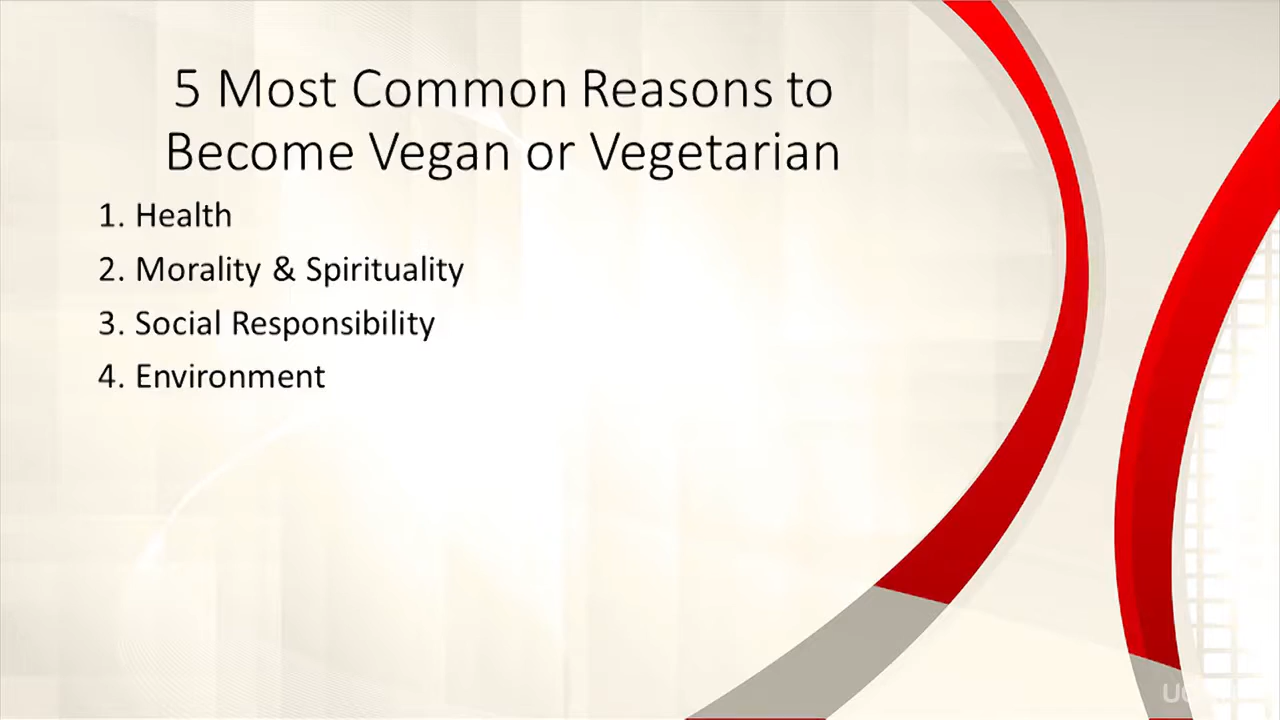 5 Most Common Reasons to
Become Vegan or Vegetarian
1. Health
2. Morality & Spirituality
3. Social Responsibility
4. Environment